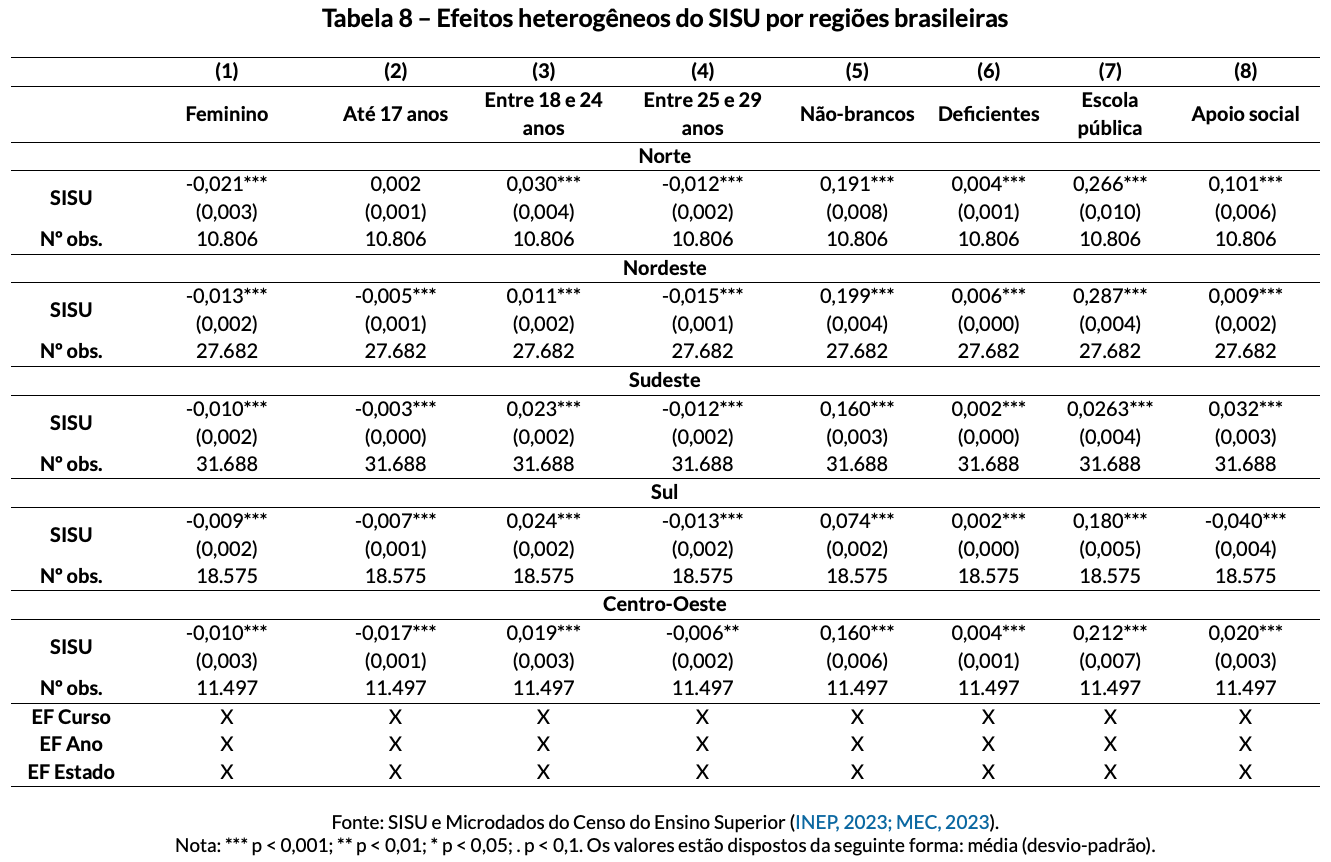 Tabela 8 – Efeitos heterogêneos do SISU por regiões brasileiras
(1) (2) (3) (4) (5) (6) (7) (8)
Feminino Até 17 anos Entre 18 e 24 anos Entre 25 e 29 anos Não-brancos Deficientes Escola pública Apoio social
Norte
SISU -0,021*** 0,002 0,030*** -0,012*** 0,191*** 0,004*** 0,266*** 0,101***
(0,003) (0,001) (0,004) (0,002) (0,008) (0,001) (0,010) (0,006)
Nº obs. 10.806 10.806 10.806 10.806 10.806 10.806 10.806 10.806
Nordeste
SISU -0,013*** -0,005*** 0,011*** -0,015*** 0,199*** 0,006*** 0,287*** 0,009***
(0,002) (0,001) (0,002) (0,001) (0,004) (0,000) (0,004) (0,002)
Nº obs. 27.682 27.682 27.682 27.682 27.682 27.682 27.682 27.682
Sudeste
SISU -0,010*** -0,003*** 0,023*** -0,012*** 0,160*** 0,002*** 0,0263*** 0,032***
(0,002) (0,000) (0,002) (0,002) (0,003) (0,000) (0,004) (0,003)
Nº obs. 31.688 31.688 31.688 31.688 31.688 31.688 31.688 31.688
Sul
SISU -0,009*** -0,007*** 0,024*** -0,013*** 0,074*** 0,002*** 0,180*** -0,040***
(0,002) (0,001) (0,002) (0,002) (0,002) (0,000) (0,005) (0,004)
Nº obs. 18.575 18.575 18.575 18.575 18.575 18.575 18.575 18.575
Centro-Oeste
SISU -0,010*** -0,017*** 0,019*** -0,006** 0,160*** 0,004*** 0,212*** 0,020***
(0,003) (0,001) (0,003) (0,002) (0,006) (0,001) (0,007) (0,003)
Nº obs. 11.497 11.497 11.497 11.497 11.497 11.497 11.497 11.497
EF Curso X X X X X X X X
EF Ano X X X X X X X X
EF Estado X X X X X X X X
Fonte: SISU e Microdados do Censo do Ensino Superior (INEP, 2023; MEC, 2023).
Nota: *** p < 0,001; ** p < 0,01; * p < 0,05; . p < 0,1. Os valores estão dispostos da seguinte forma: média (desvio-padrão).